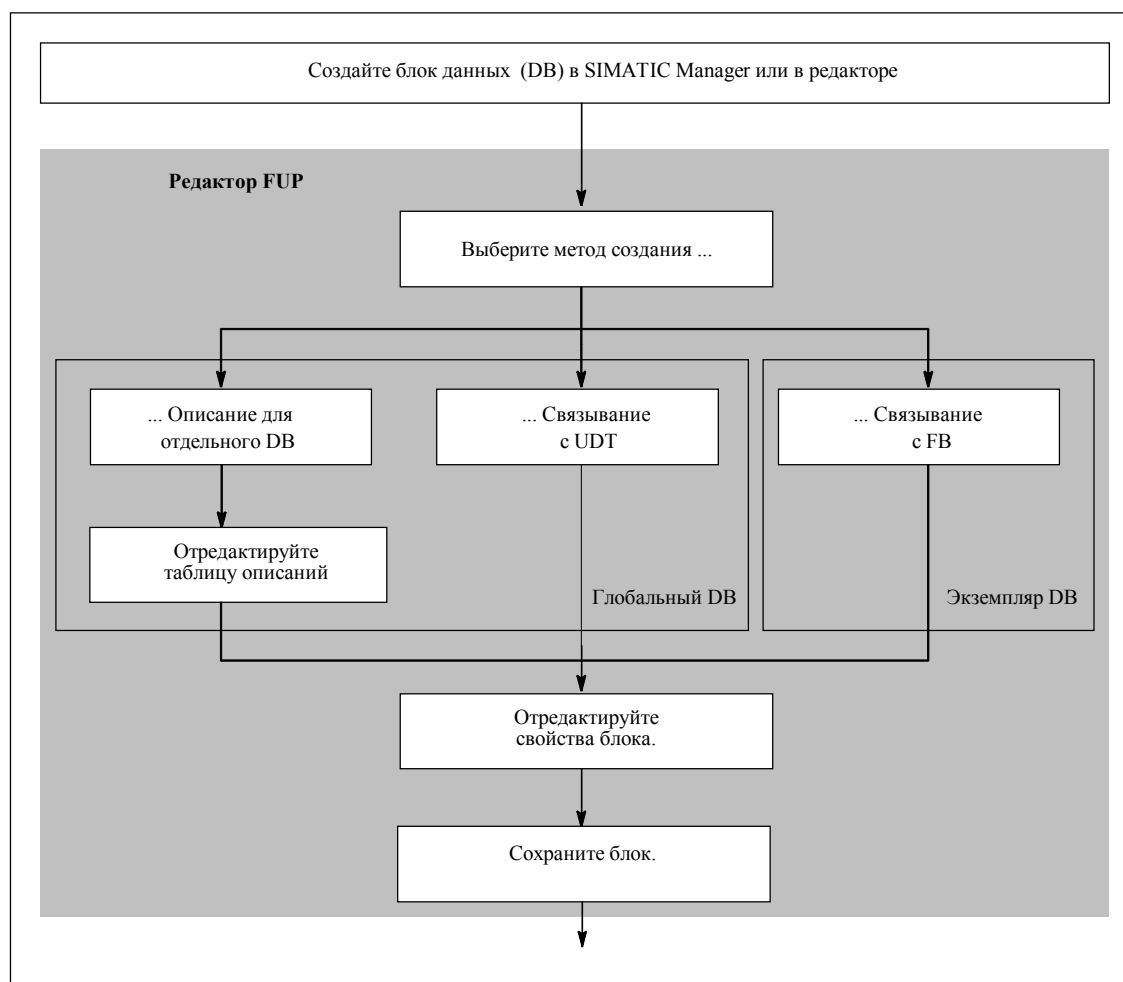 Создайте блок данных (DB) в SIMATIC Manager или в редакторе
Редактор FUP
Выберите метод создания ...
... Описание для
отдельного DB
... Связывание
с UDT
... Связывание
с FB
Отредактируйте
таблицу описаний
Глобальный DB
Экземпляр DB
Отредактируйте
свойства блока.
Сохраните блок.